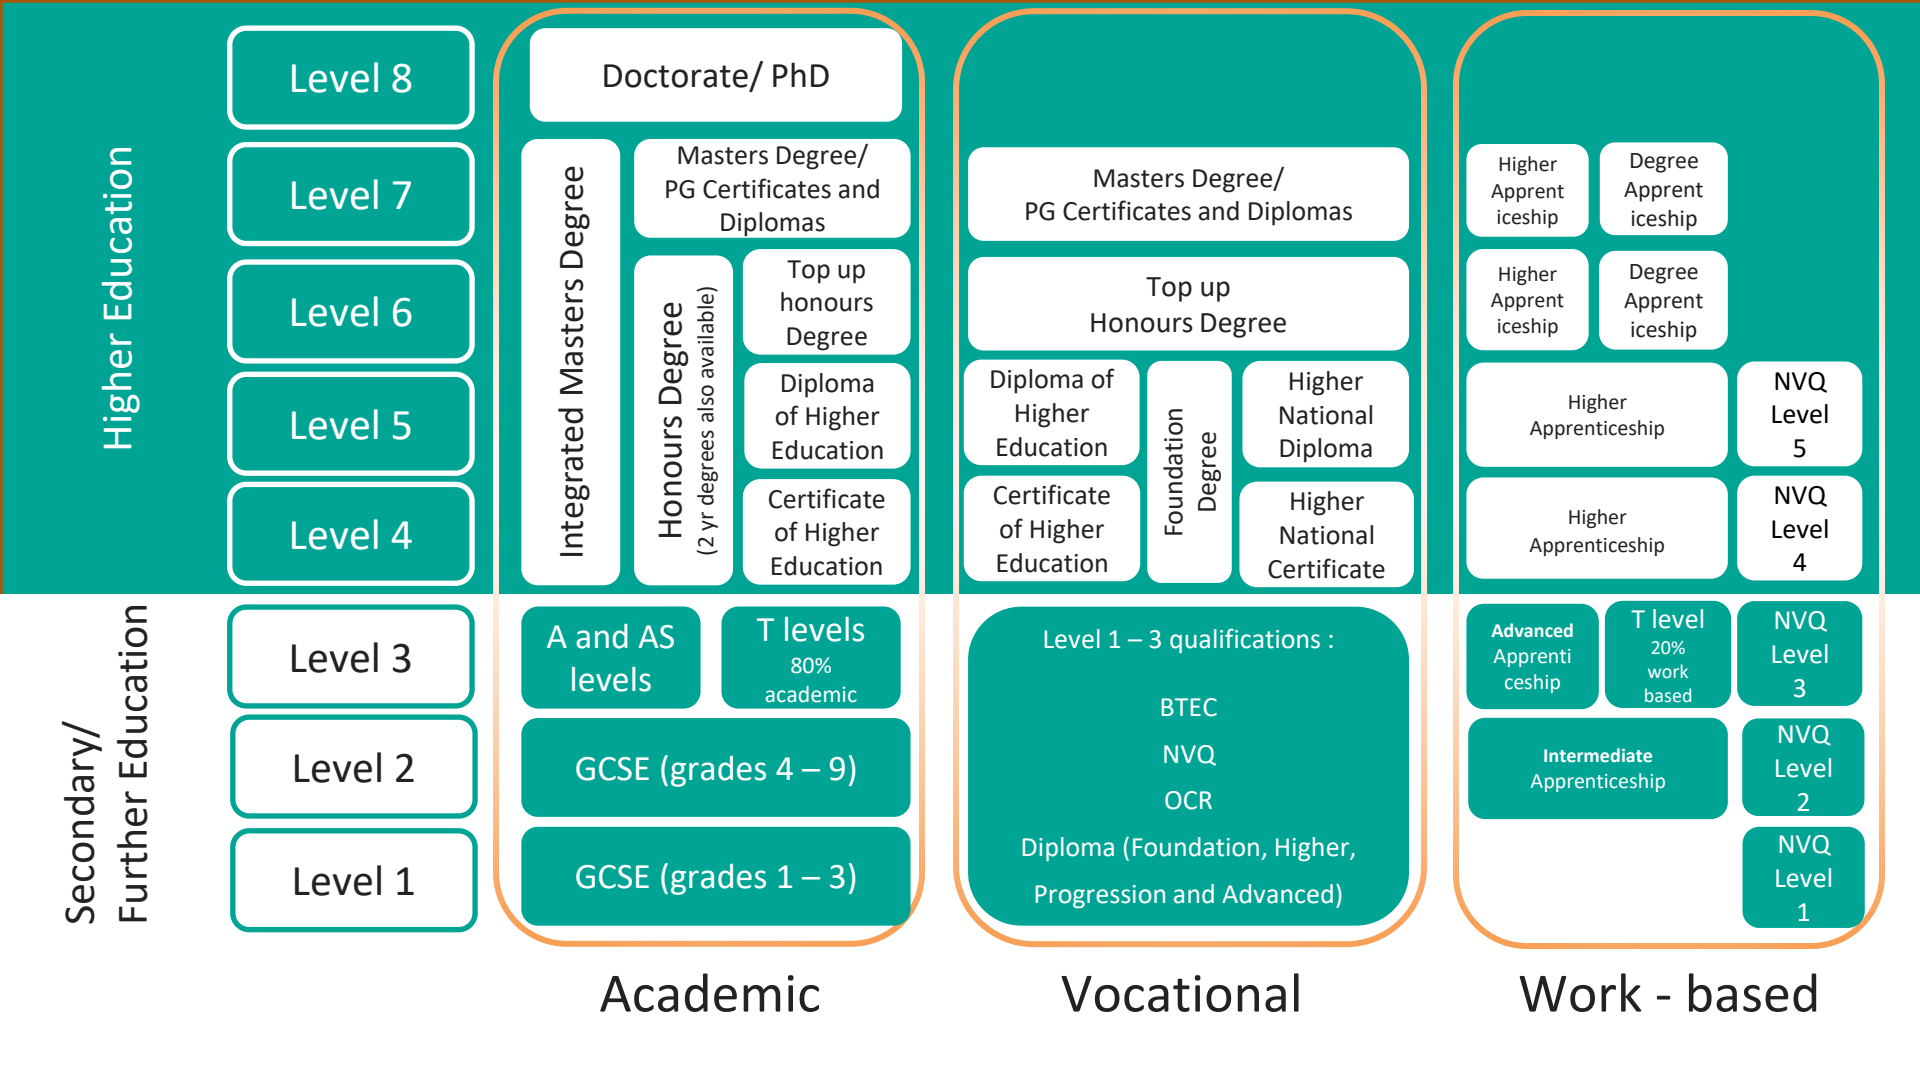 Higher Education
Secondary/
Further Education
Level 8
Level 7
Level 6
Level 5
Level 4
Level 3
Level 2
Level 1
Doctorate/ PhD
Integrated Masters Degree
Masters Degree/
PG Certificates and
Diplomas
Honours Degree
(2 yr degrees also available)
Top up
honours
Degree
Diploma
of Higher
Education
Certificate
of Higher
Education
A and AS
levels
T levels
80%
academic
GCSE (grades 4 – 9)
GCSE (grades 1 – 3)
Academic
Masters Degree/
PG Certificates and Diplomas
Top up
Honours Degree
Diploma of
Higher
Education
Certificate
of Higher
Education
Foundation
Degree
Higher
National
Diploma
Higher
National
Certificate
Level 1 – 3 qualifications :
BTEC
NVQ
OCR
Diploma (Foundation, Higher,
Progression and Advanced)
Vocational
Higher
Apprent
iceship
Degree
Apprent
iceship
Higher
Apprent
iceship
Degree
Apprent
iceship
Higher
Apprenticeship
NVQ
Level
5
Higher
Apprenticeship
NVQ
Level
4
Advanced
Apprenti
ceship
T level
20%
work
based
NVQ
Level
3
Intermediate
Apprenticeship
NVQ
Level
2
NVQ
Level
1
Work - based